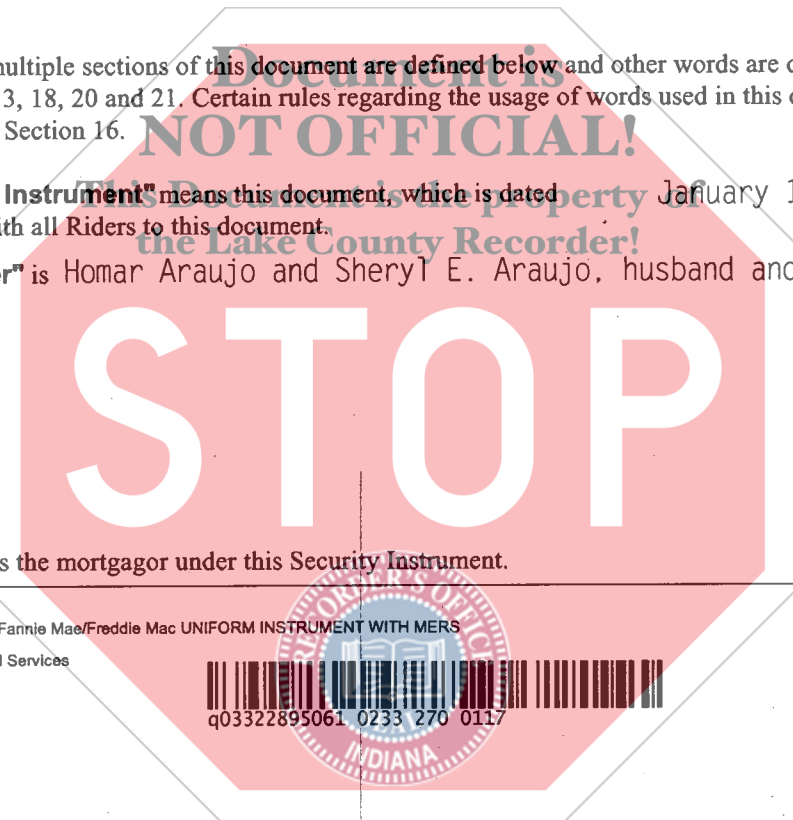 Document is
multiple sections of this document are defined below and other words are
3, 18, 20 and 21. Certain rules regarding the usage of words used in this
Section 16.
NOT OFFICIAL!
Instrument" means this document, which is dated January 1
This Document is the property of
ith all Riders to this document.
the Lake County Recorder!
er" is Homar Araujo and Sheryl E. Araujo, husband and
STOP
s the mortgagor under this Security Instrument.
Fannie Mae/Freddie Mac UNIFORM INSTRUMENT WITH MERS
l Services
RECORDER'S OFFICE
q03322895061 0233 270 0117
INDIANA